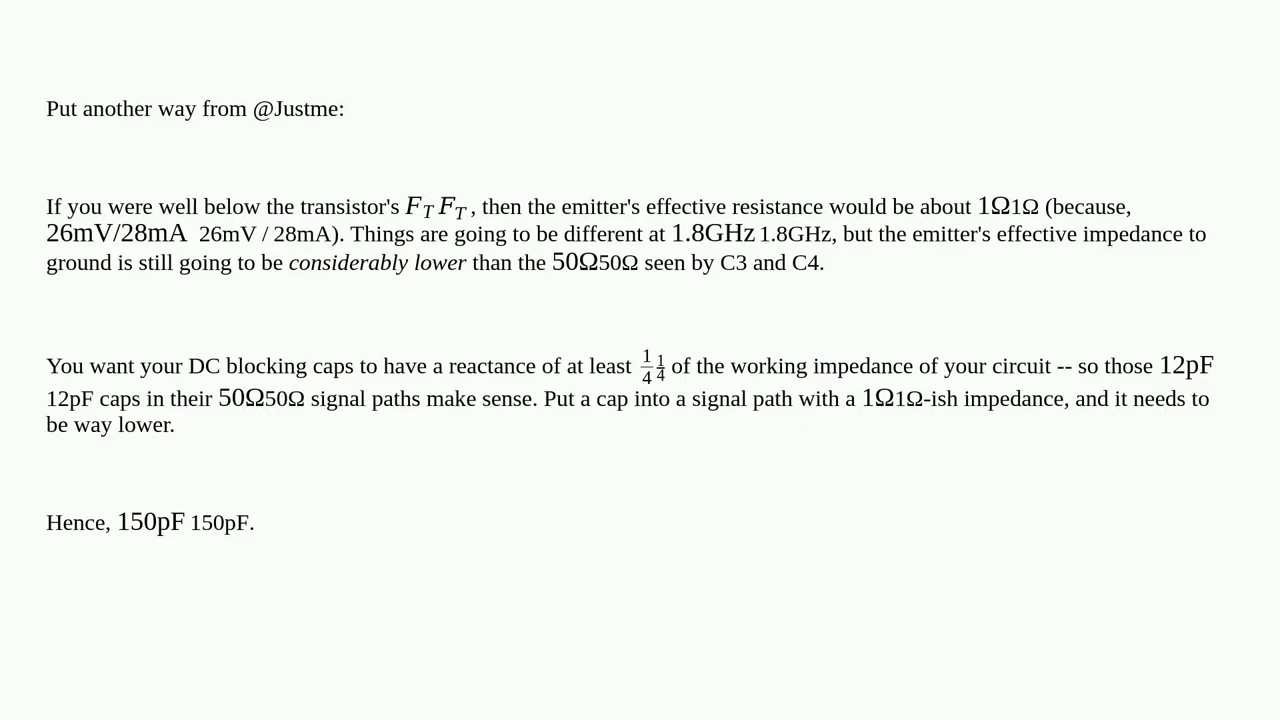 Put another way from @Justme:
If you were well below the transistor's F_T F_T , then the emitter's effective resistance would be about 1Ω1Ω (because,
26mV/28mA 26mV / 28mA). Things are going to be different at 1.8GHz 1.8GHz, but the emitter's effective impedance to
ground is still going to be considerably lower than the 50Ω50Ω seen by C3 and C4.
You want your DC blocking caps to have a reactance of at least 1/4 1/4 of the working impedance of your circuit -- so those 12pF
12pF caps in their 50Ω50Ω signal paths make sense. Put a cap into a signal path with a 1Ω1Ω-ish impedance, and it needs to
be way lower.
Hence, 150pF 150pF.